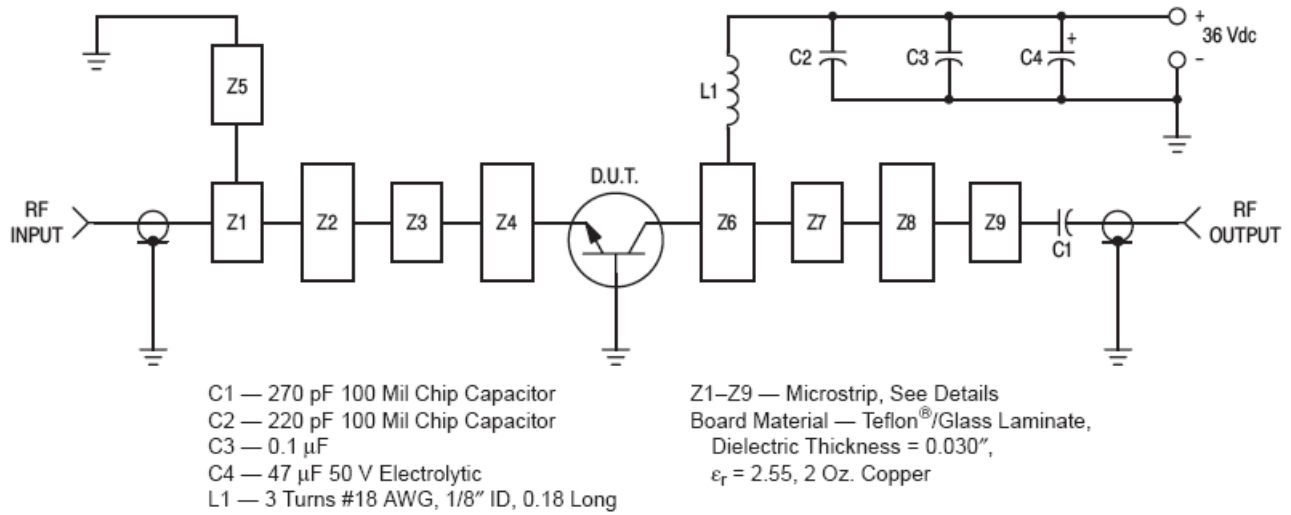 +
36 Vdc
–
C2
C3
C4
+
L1
Z5
D.U.T.
RF
INPUT
Z1
Z2
Z3
Z4
Z6
Z7
Z8
Z9
C1
RF
OUTPUT
C1 — 270 pF 100 Mil Chip Capacitor
C2 — 220 pF 100 Mil Chip Capacitor
C3 — 0.1 μF
C4 — 47 μF 50 V Electrolytic
L1 — 3 Turns #18 AWG, 1/8″ ID, 0.18 Long
Z1–Z9 — Microstrip, See Details
Board Material — Teflon®/Glass Laminate,
Dielectric Thickness = 0.030″,
εr = 2.55, 2 Oz. Copper